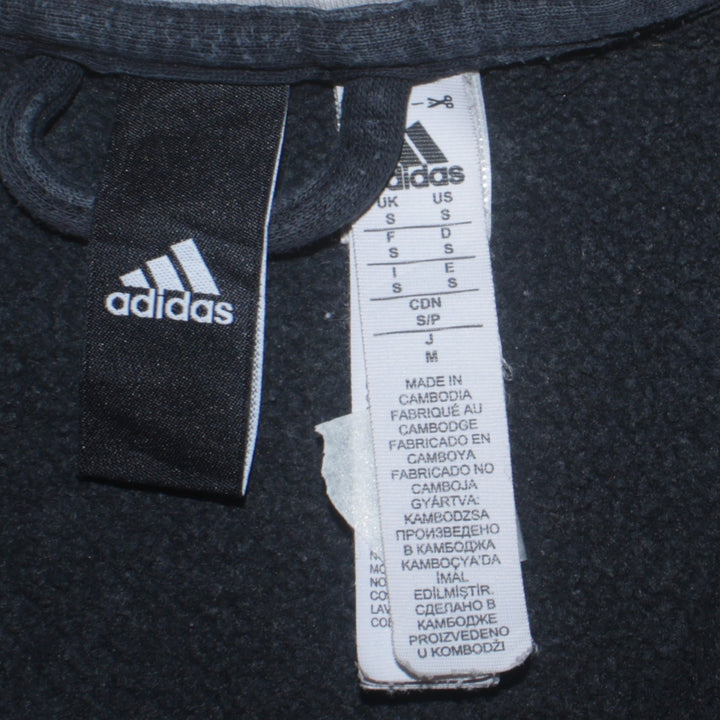 adidas
adidas
UK US
S S
F D
S S
I E
S S
CDN
S/P
J
M
MADE IN
CAMBODIA
FABRIQUÉ AU
CAMBODGE
FABRICADO EN
CAMBOYA
FABRICADO NO
CAMBOJA
GYÁRTVA:
KAMBODZSA
ПРОИЗВЕДЕНО
В КАМБОДЖА
KAMBOÇYA'DA
İMAL
EDİLMİŞTİR.
СДЕЛАНО В
КАМБОДЖЕ
PROIZVEDENO
U KOMBODŽI